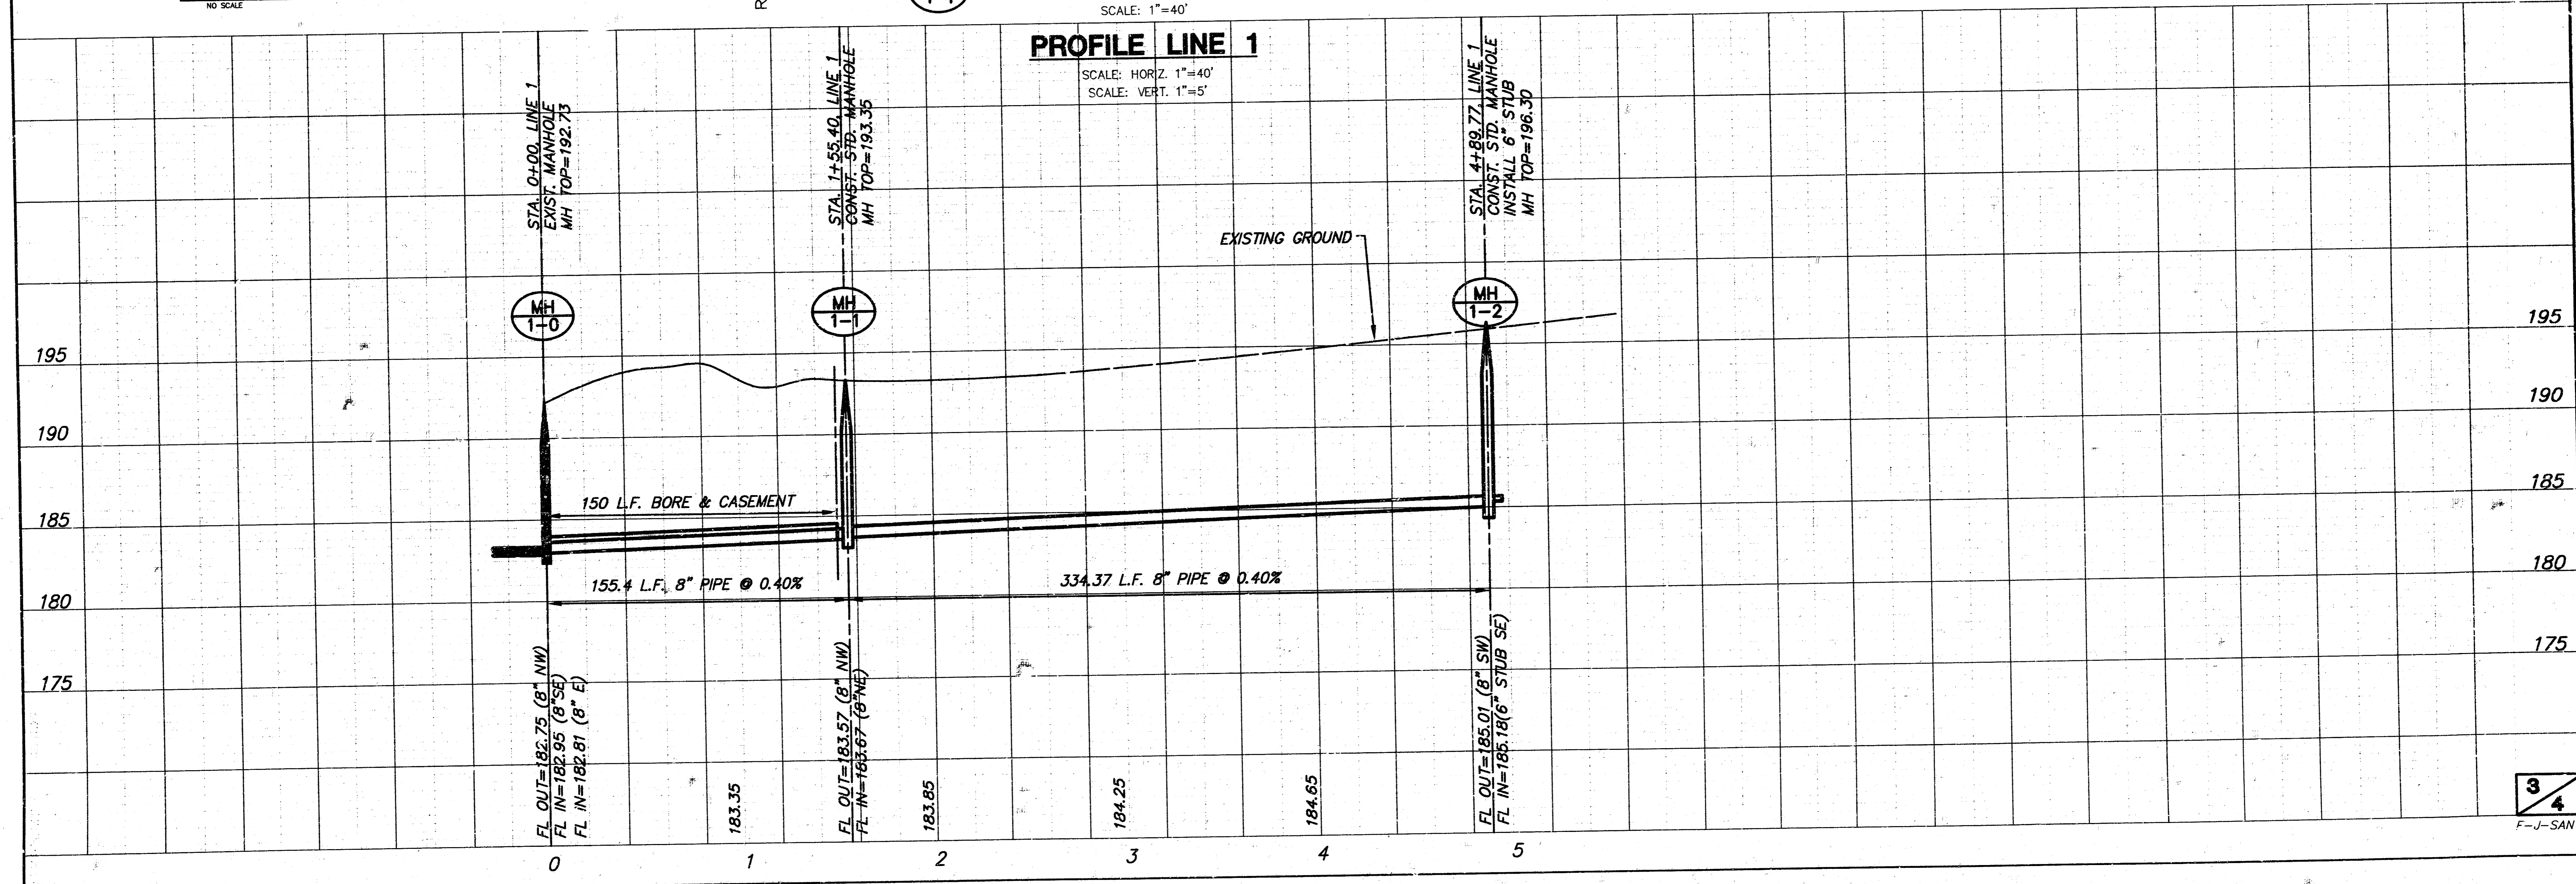 NO SCALE
R
1-1
SCALE: 1"=40'
PROFILE LINE 1
SCALE: HORIZ. 1"=40'
SCALE: VERT. 1"=5'
STA. 0+00, LINE 1
EXIST. MANHOLE
MH TOP=192.73
STA. 1+55.40, LINE 1
CONST. STD. MANHOLE
MH TOP=193.35
STA. 4+89.77, LINE 1
CONST. STD. MANHOLE
INSTALL 6" STUB
MH TOP=196.30
EXISTING GROUND
MH
1-0
MH
1-1
MH
1-2
195
195
190
190
185
185
180
180
175
175
150 L.F. BORE & CASEMENT
155.4 L.F. 8" PIPE @ 0.40%
334.37 L.F. 8" PIPE @ 0.40%
FL OUT=182.75 (8" NW)
FL IN=182.95 (8"SE)
FL IN=182.81 (8" E)
183.35
FL OUT=183.57 (8" NW)
FL IN=183.67 (8"NE)
183.85
184.25
184.65
FL OUT=185.01 (8" SW)
FL IN=185.18(6" STUB SE)
3
4
F-J-SAN
0
1
2
3
4
5